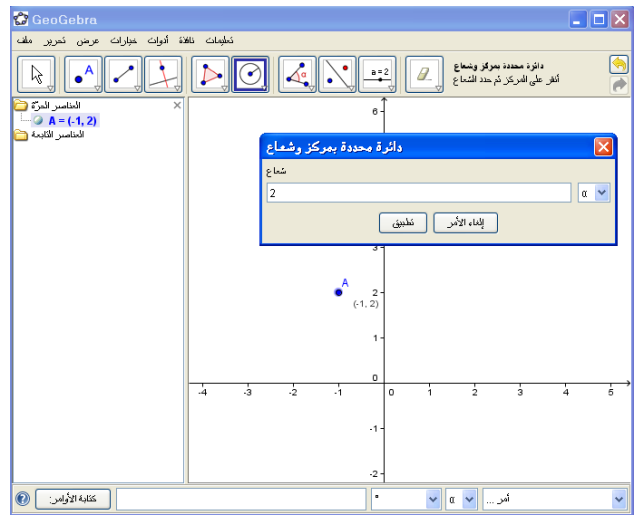 GeoGebra
ملف تحرير عرض خيارات أدوات نافذة تعليمات
دائرة محددة بمركز وشعاع
أنقر على المركز ثم حدد الشعاع
A
α
a = 2
العناصر الحرّة
A = (-1, 2)
العناصر التابعة
دائرة محددة بمركز وشعاع
شعاع
2
α
إلغاء الأمر
تطبيق
6
3
A
2
(-1, 2)
1
0
-4 -3 -2 -1 0 1 2 3 4 5
-1
-2
كتابة الأوامر:
°
α
أمر ...